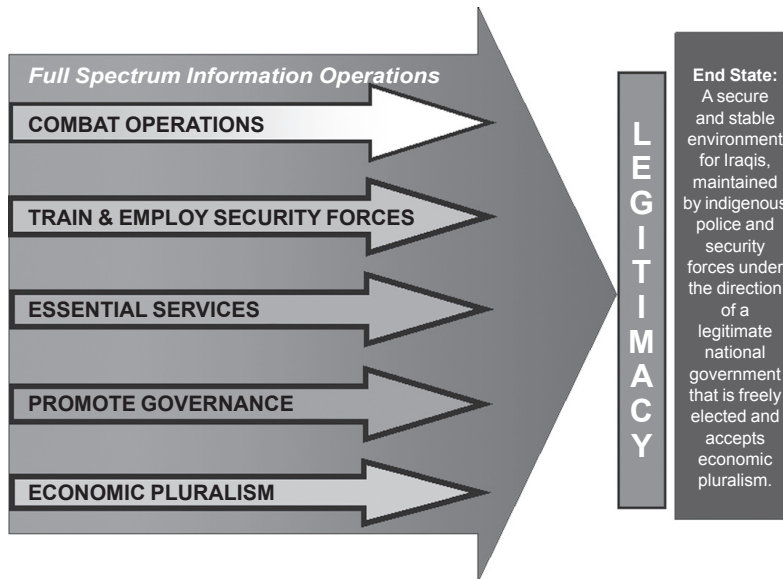 Full Spectrum Information Operations
COMBAT OPERATIONS
TRAIN & EMPLOY SECURITY FORCES
ESSENTIAL SERVICES
PROMOTE GOVERNANCE
ECONOMIC PLURALISM
LEGITIMACY
End State:
A secure
and stable
environment
for Iraqis,
maintained
by indigenous
police and
security
forces under
the direction
of a
legitimate
national
government
that is freely
elected and
accepts
economic
pluralism.